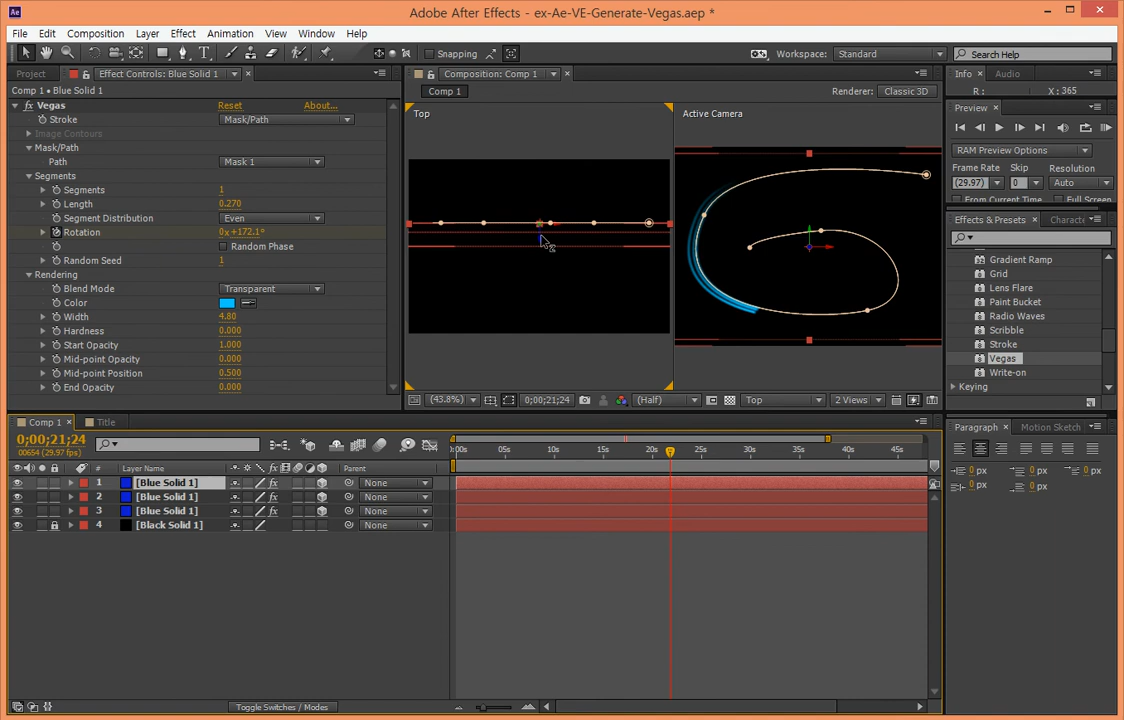 Ae
Adobe After Effects - ex-Ae-VE-Generate-Vegas.aep *
File Edit Composition Layer Effect Animation View Window Help
Snapping
Workspace: Standard
Search Help
Project
Effect Controls: Blue Solid 1
Composition: Comp 1
Info
Audio
Comp 1 • Blue Solid 1
Comp 1
Renderer: Classic 3D
R :
X : 365
fx Vegas Reset About...
Stroke Mask/Path
Image Contours
Mask/Path
Path Mask 1
Segments
Segments 1
Length 0.270
Segment Distribution Even
Rotation 0x +172.1°
Random Phase
Random Seed 1
Rendering
Blend Mode Transparent
Color
Width 4.80
Hardness 0.000
Start Opacity 1.000
Mid-point Opacity 0.000
Mid-point Position 0.500
End Opacity 0.000
Top
Active Camera
(43.8%) 0;00;21;24 (Half) Top 2 Views
Preview
RAM Preview Options
Frame Rate Skip Resolution
(29.97) 0 Auto
From Current Time Full Screen
Effects & Presets
Charact
Gradient Ramp
Grid
Lens Flare
Paint Bucket
Radio Waves
Scribble
Stroke
Vegas
Write-on
Keying
Comp 1
Title
0;00;21;24
00654 (29.97 fps)
:00s 05s 10s 15s 20s 25s 30s 35s 40s 45s
# Layer Name fx Parent
1 [Blue Solid 1] fx None
2 [Blue Solid 1] fx None
3 [Blue Solid 1] fx None
4 [Black Solid 1] None
Toggle Switches / Modes
Paragraph
Motion Sketch
0 px 0 px 0 px
0 px 0 px